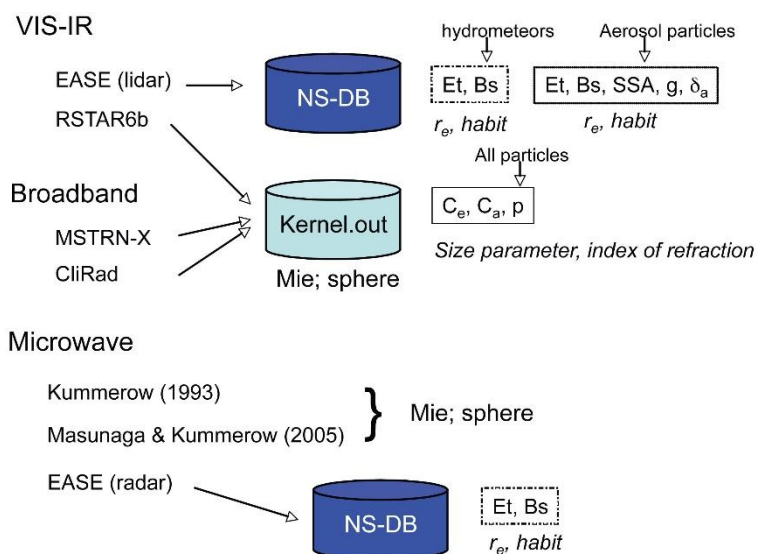 VIS-IR
hydrometeors
Aerosol particles
EASE (lidar)
NS-DB
Et, Bs
Et, Bs, SSA, g, δa
RSTAR6b
re, habit
re, habit
All particles
Broadband
Kernel.out
Ce, Ca, p
MSTRN-X
Size parameter, index of refraction
CliRad
Mie; sphere
Microwave
Kummerow (1993)
}
Mie; sphere
Masunaga & Kummerow (2005)
EASE (radar)
Et, Bs
NS-DB
re, habit